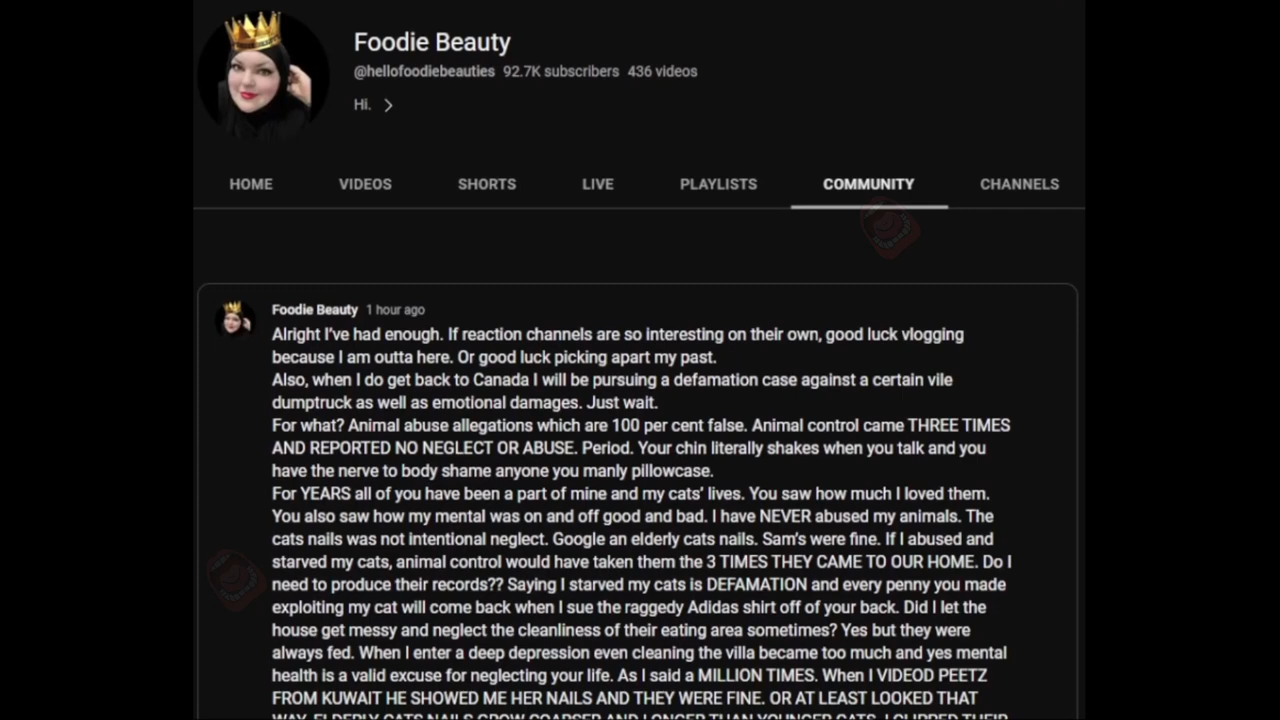 Foodie Beauty
@hellofoodiebeauties 92.7K subscribers 436 videos
Hi.
HOME VIDEOS SHORTS LIVE PLAYLISTS COMMUNITY CHANNELS
Foodie Beauty 1 hour ago
Alright I've had enough. If reaction channels are so interesting on their own, good luck vlogging
because I am outta here. Or good luck picking apart my past.
Also, when I do get back to Canada I will be pursuing a defamation case against a certain vile
dumptruck as well as emotional damages. Just wait.
For what? Animal abuse allegations which are 100 per cent false. Animal control came THREE TIMES
AND REPORTED NO NEGLECT OR ABUSE. Period. Your chin literally shakes when you talk and you
have the nerve to body shame anyone you manly pillowcase.
For YEARS all of you have been a part of mine and my cats' lives. You saw how much I loved them.
You also saw how my mental was on and off good and bad. I have NEVER abused my animals. The
cats nails was not intentional neglect. Google an elderly cats nails. Sam's were fine. If I abused and
starved my cats, animal control would have taken them the 3 TIMES THEY CAME TO OUR HOME. Do I
need to produce their records?? Saying I starved my cats is DEFAMATION and every penny you made
exploiting my cat will come back when I sue the raggedy Adidas shirt off of your back. Did I let the
house get messy and neglect the cleanliness of their eating area sometimes? Yes but they were
always fed. When I enter a deep depression even cleaning the villa became too much and yes mental
health is a valid excuse for neglecting your life. As I said a MILLION TIMES. When I VIDEOD PEETZ
FROM KUWAIT HE SHOWED ME HER NAILS AND THEY WERE FINE. OR AT LEAST LOOKED THAT
WAY. ELDERLY CATS NAILS GROW COARSER AND LONGER THAN YOUNGER CATS. I CLIPPED THEIR